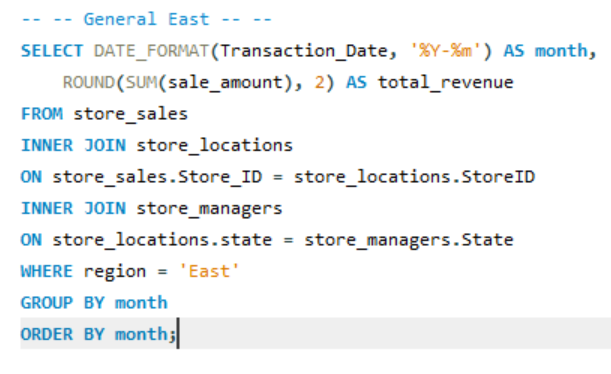 -- -- General East -- --
SELECT DATE_FORMAT(Transaction_Date, '%Y-%m') AS month,
ROUND(SUM(sale_amount), 2) AS total_revenue
FROM store_sales
INNER JOIN store_locations
ON store_sales.Store_ID = store_locations.StoreID
INNER JOIN store_managers
ON store_locations.state = store_managers.State
WHERE region = 'East'
GROUP BY month
ORDER BY month;